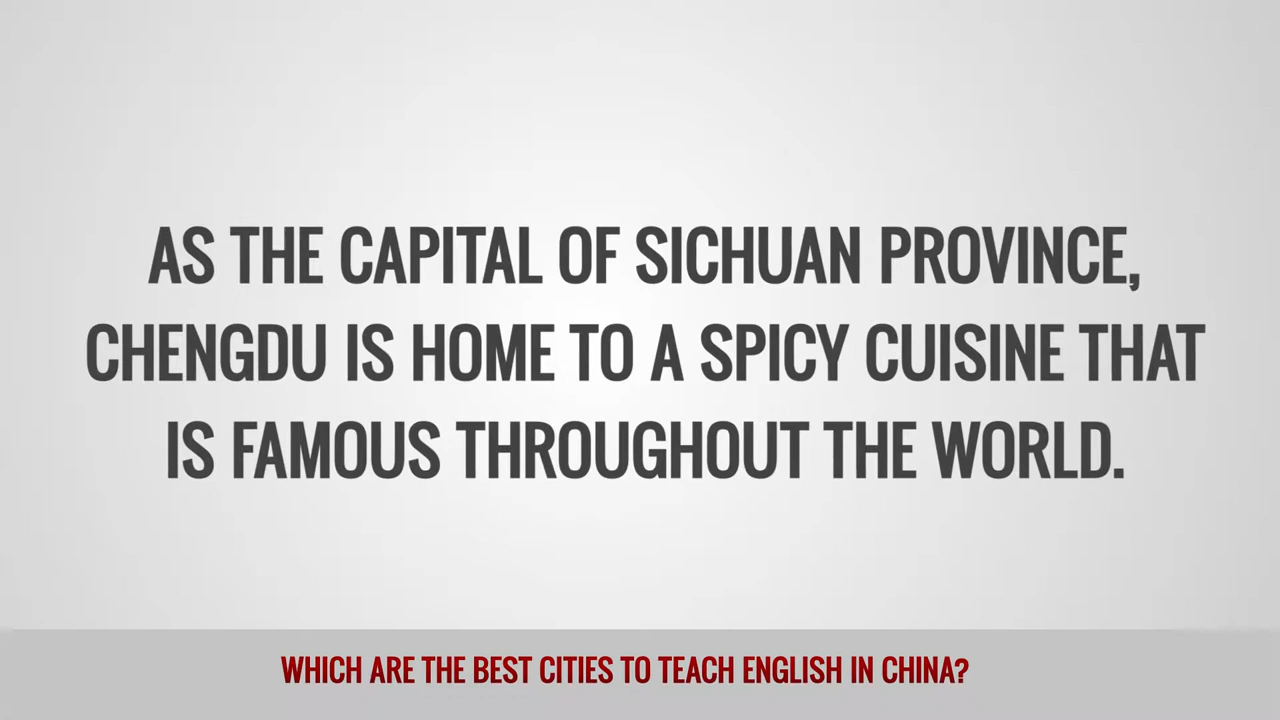 AS THE CAPITAL OF SICHUAN PROVINCE,
CHENGDU IS HOME TO A SPICY CUISINE THAT
IS FAMOUS THROUGHOUT THE WORLD.
WHICH ARE THE BEST CITIES TO TEACH ENGLISH IN CHINA?